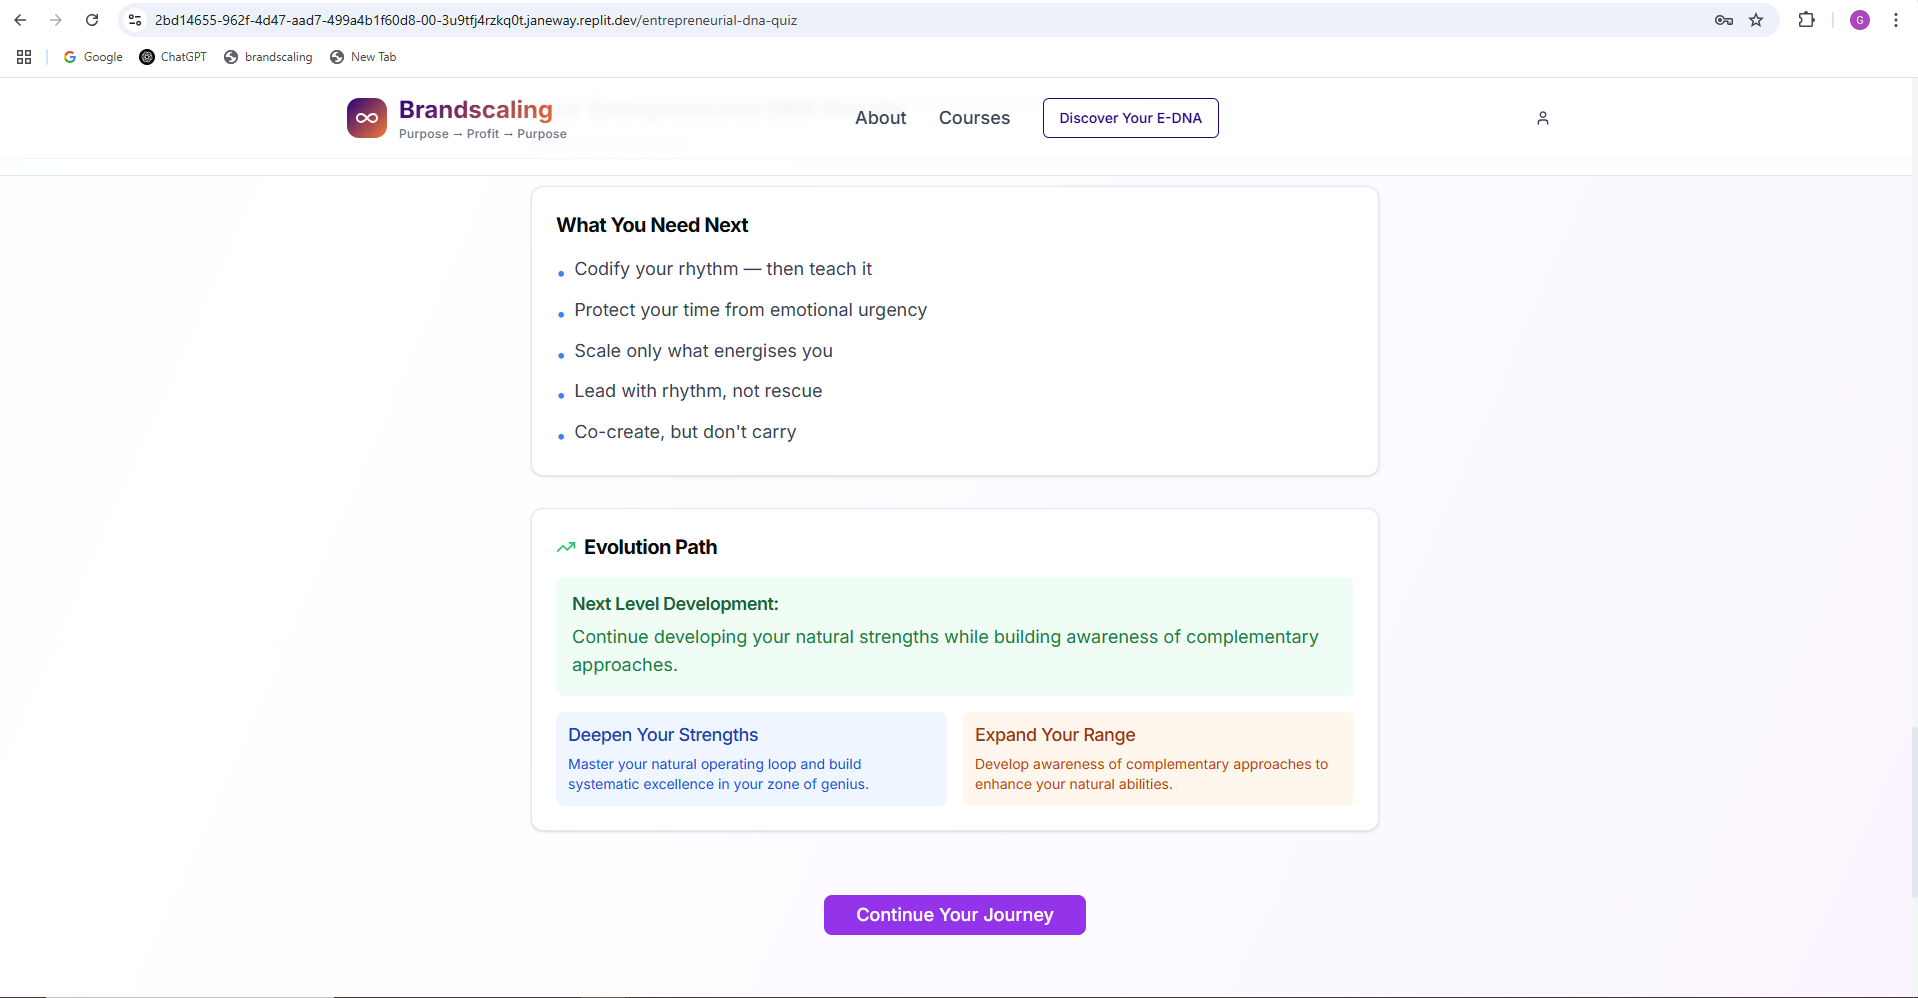 2bd14655-962f-4d47-aad7-499a4b1f60d8-00-3u9tfj4rzkq0t.janeway.replit.dev/entrepreneurial-dna-quiz
G
Google
ChatGPT
brandscaling
New Tab
Brandscaling
Purpose → Profit → Purpose
About
Courses
Discover Your E-DNA
What You Need Next
• Codify your rhythm — then teach it
• Protect your time from emotional urgency
• Scale only what energises you
• Lead with rhythm, not rescue
• Co-create, but don't carry
Evolution Path
Next Level Development:
Continue developing your natural strengths while building awareness of complementary
approaches.
Deepen Your Strengths
Master your natural operating loop and build
systematic excellence in your zone of genius.
Expand Your Range
Develop awareness of complementary approaches to
enhance your natural abilities.
Continue Your Journey